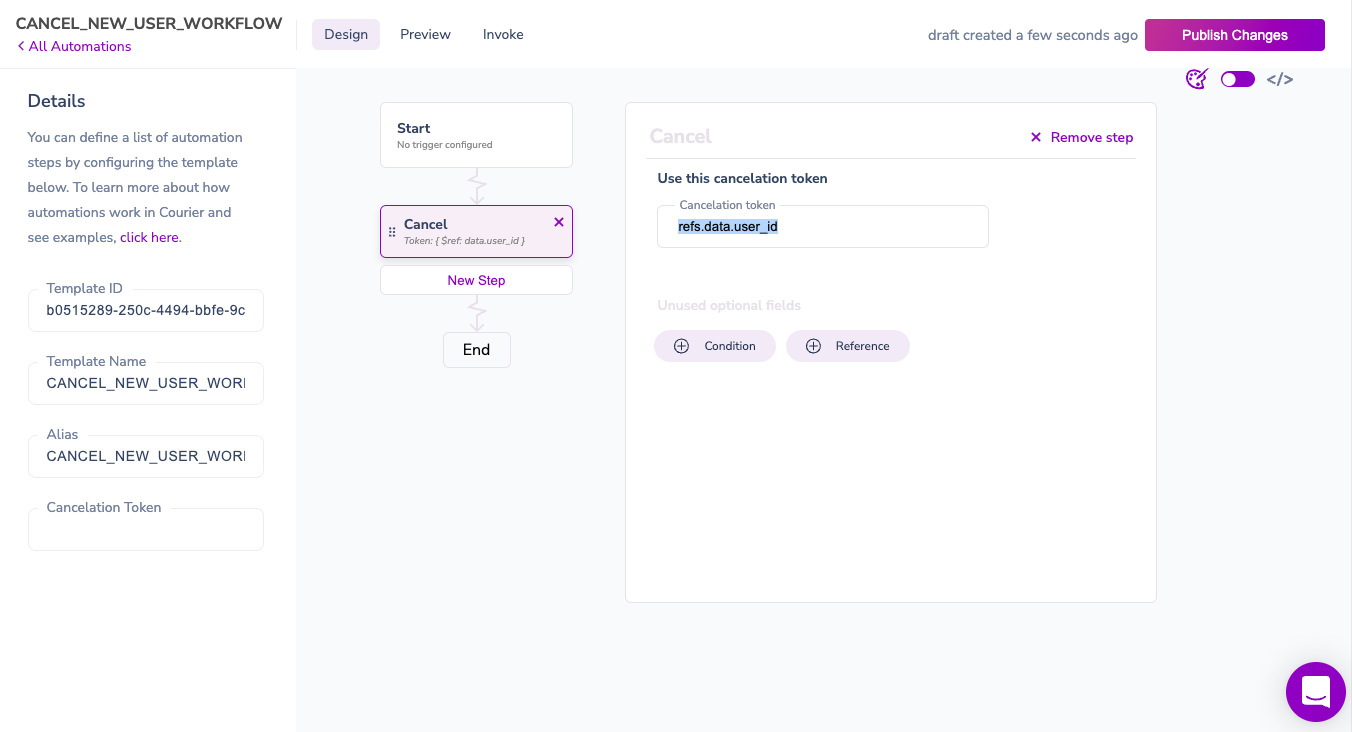 CANCEL_NEW_USER_WORKFLOW
All Automations
Design
Preview
Invoke
draft created a few seconds ago
Publish Changes
</>
Details
You can define a list of automation
steps by configuring the template
below. To learn more about how
automations work in Courier and
see examples, click here.
Template ID
b0515289-250c-4494-bbfe-9c
Template Name
CANCEL_NEW_USER_WOR
Alias
CANCEL_NEW_USER_WOR
Cancelation Token
Start
No trigger configured
Cancel
Token: { $ref: data.user_id }
New Step
End
Cancel
Remove step
Use this cancelation token
Cancelation token
refs.data.user_id
Unused optional fields
Condition
Reference